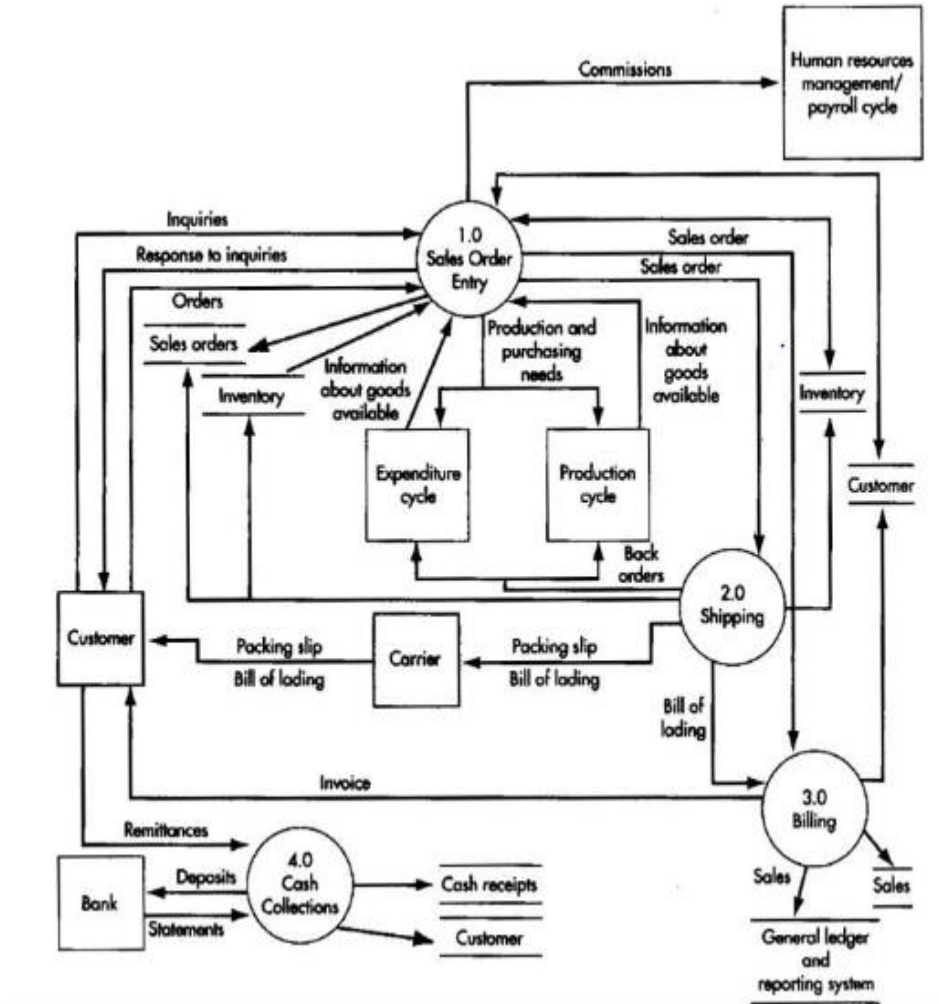 Commissions
Human resources
management/
payroll cycle
Inquiries
1.0
Sales Order
Entry
Sales order
Response to inquiries
Sales order
Orders
Sales orders
Production and
purchasing
needs
Information
about
goods
available
Information
about goods
available
Inventory
Inventory
Expenditure
cycle
Production
cycle
Customer
Back
orders
2.0
Shipping
Customer
Packing slip
Bill of lading
Carrier
Packing slip
Bill of lading
Bill of
lading
Invoice
3.0
Billing
Remittances
4.0
Cash
Collections
Deposits
Bank
Statements
Cash receipts
Customer
Sales
Sales
General ledger
and
reporting system